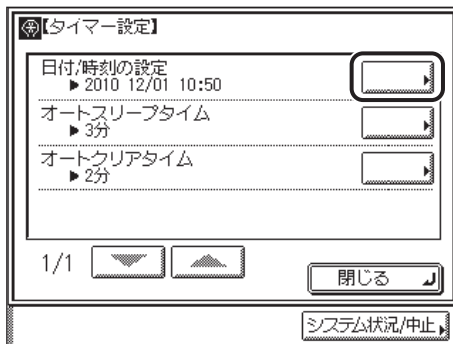 【タイマー設定】
日付/時刻の設定
▶ 2010 12/01 10:50
オートスリープタイム
▶ 3分
オートクリアタイム
▶ 2分
1/1
閉じる
システム状況/中止